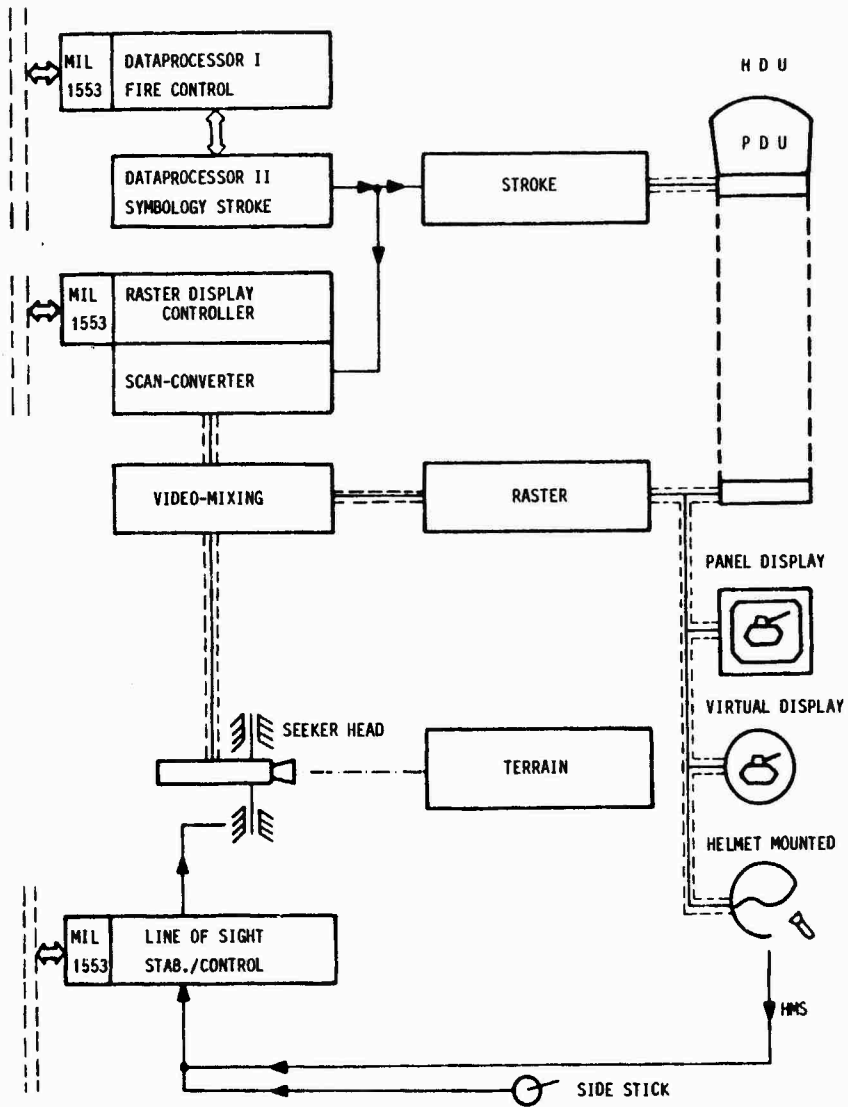 MIL
1553
DATAPROCESSOR I
FIRE CONTROL
H D U
P D U
DATAPROCESSOR II
SYMBOLOGY STROKE
STROKE
MIL
1553
RASTER DISPLAY
CONTROLLER
SCAN-CONVERTER
VIDEO-MIXING
RASTER
PANEL DISPLAY
VIRTUAL DISPLAY
SEEKER HEAD
TERRAIN
HELMET MOUNTED
MIL
1553
LINE OF SIGHT
STAB./CONTROL
HMS
SIDE STICK